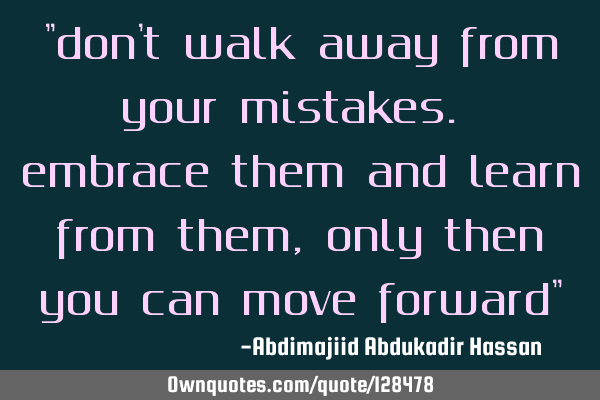 "don't walk away from
your mistakes.
embrace them and learn
from them, only then
you can move forward"
-Abdimajiid Abdukadir Hassan
Ownquotes.com/quote/128478